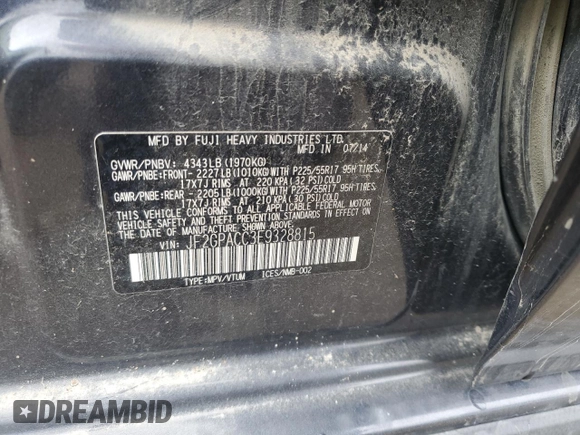 MFD BY FUJI HEAVY INDUSTRIES LTD.
MFD.IN 07/14
GVWR/PNBV: 4343LB(1970KG)
GAWR/PNBE:FRONT- 2227LB(1010KG)WITH P225/55R17 95H TIRES,
17X7J RIMS AT 220 KPA(32 PSI)COLD
GAWR/PNBE:REAR - 2205LB(1000KG)WITH P225/55R17 95H TIRES,
17X7J RIMS AT 210 KPA(30 PSI)COLD
THIS VEHICLE CONFORMS TO ALL APPLICABLE
SAFETY AND THEFT PREVENTION STANDARDS IN EFFECT
ON THE DATE OF MANUFACTURE SHOWN ABOVE.
VIN: JF2GPACC3E9328815
TYPE:MPV/VTUM ICES/NMB-002
DREAMBID